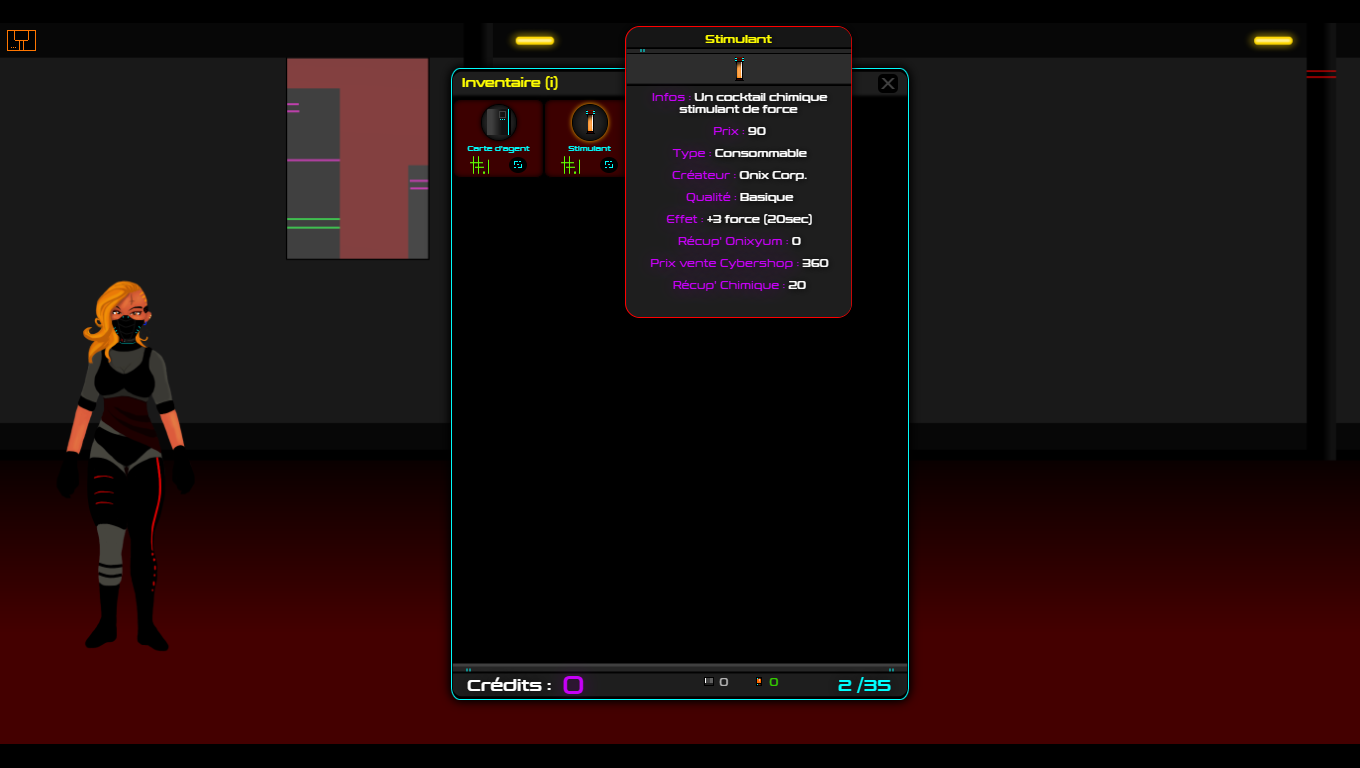 Stimulant
Inventaire (i)
Infos : Un cocktail chimique
stimulant de force
Prix : 90
Type : Consommable
Créateur : Onix Corp.
Qualité : Basique
Effet : +3 force (20sec)
Récup' Onixyum : 0
Prix vente Cybershop : 360
Récup' Chimique : 20
Carte d'agent
Stimulant
Crédits : 0
0
0
2 /35